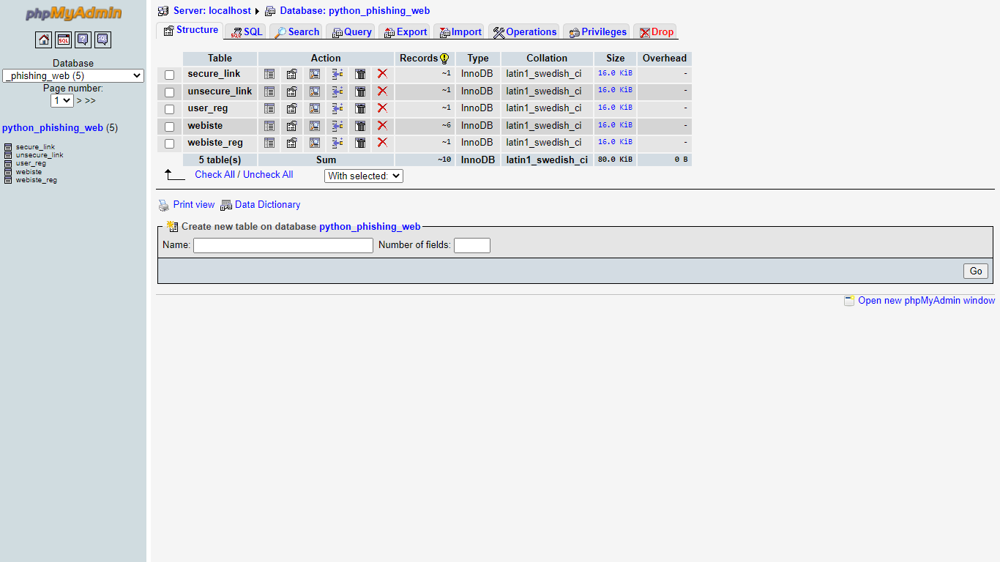 phpMyAdmin
SQL
Database
_phishing_web (5)
Page number:
1 > >>
python_phishing_web (5)
secure_link
unsecure_link
user_reg
webiste
webiste_reg
Server: localhost Database: python_phishing_web
Structure SQL Search Query Export Import Operations Privileges Drop
Table Action Records Type Collation Size Overhead
secure_link ~1 InnoDB latin1_swedish_ci 16.0 KiB -
unsecure_link ~1 InnoDB latin1_swedish_ci 16.0 KiB -
user_reg ~1 InnoDB latin1_swedish_ci 16.0 KiB -
webiste ~6 InnoDB latin1_swedish_ci 16.0 KiB -
webiste_reg ~1 InnoDB latin1_swedish_ci 16.0 KiB -
5 table(s) Sum ~10 InnoDB latin1_swedish_ci 80.0 KiB 0 B
Check All / Uncheck All With selected:
Print view Data Dictionary
Create new table on database python_phishing_web
Name: Number of fields:
Go
Open new phpMyAdmin window